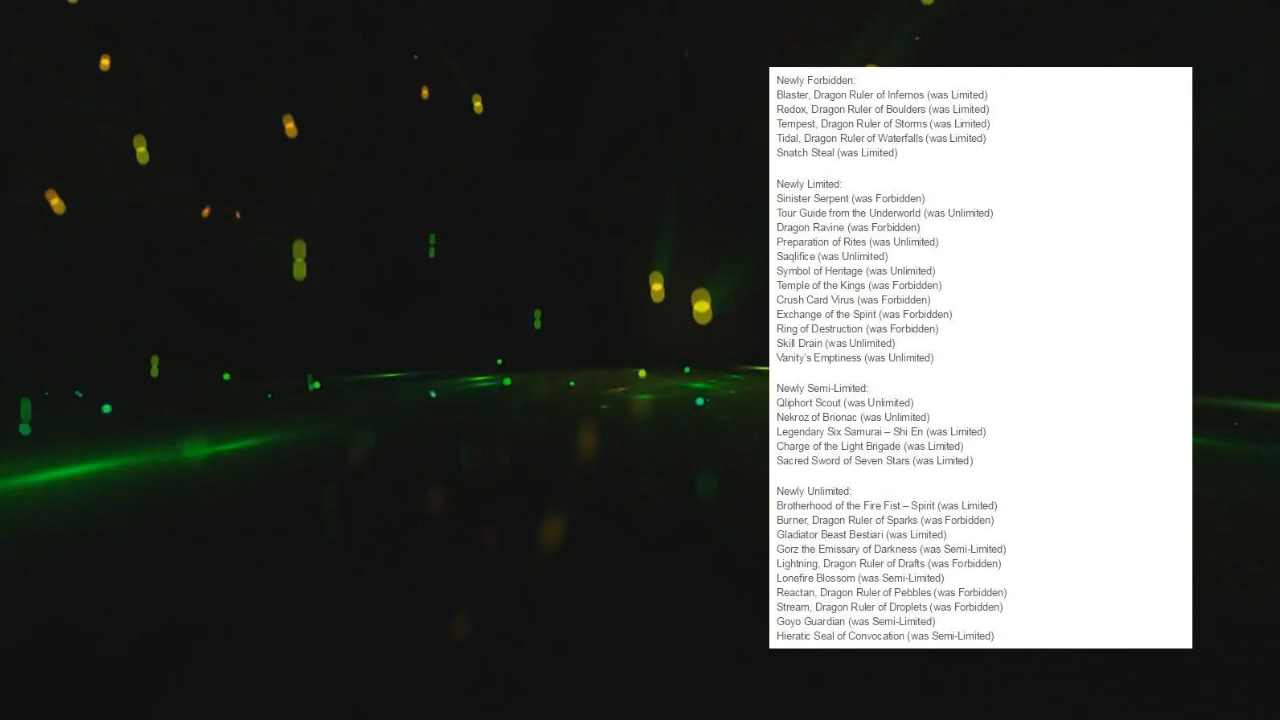 Newly Forbidden:
Blaster, Dragon Ruler of Infernos (was Limited)
Redox, Dragon Ruler of Boulders (was Limited)
Tempest, Dragon Ruler of Storms (was Limited)
Tidal, Dragon Ruler of Waterfalls (was Limited)
Snatch Steal (was Limited)
Newly Limited:
Sinister Serpent (was Forbidden)
Tour Guide from the Underworld (was Unlimited)
Dragon Ravine (was Forbidden)
Preparation of Rites (was Unlimited)
Saqlifice (was Unlimited)
Symbol of Heritage (was Unlimited)
Temple of the Kings (was Forbidden)
Crush Card Virus (was Forbidden)
Exchange of the Spirit (was Forbidden)
Ring of Destruction (was Forbidden)
Skill Drain (was Unlimited)
Vanity's Emptiness (was Unlimited)
Newly Semi-Limited:
Qliphort Scout (was Unlimited)
Nekroz of Brionac (was Unlimited)
Legendary Six Samurai – Shi En (was Limited)
Charge of the Light Brigade (was Limited)
Sacred Sword of Seven Stars (was Limited)
Newly Unlimited:
Brotherhood of the Fire Fist – Spirit (was Limited)
Burner, Dragon Ruler of Sparks (was Forbidden)
Gladiator Beast Bestiari (was Limited)
Gorz the Emissary of Darkness (was Semi-Limited)
Lightning, Dragon Ruler of Drafts (was Forbidden)
Lonefire Blossom (was Semi-Limited)
Reactan, Dragon Ruler of Pebbles (was Forbidden)
Stream, Dragon Ruler of Droplets (was Forbidden)
Goyo Guardian (was Semi-Limited)
Hieratic Seal of Convocation (was Semi-Limited)